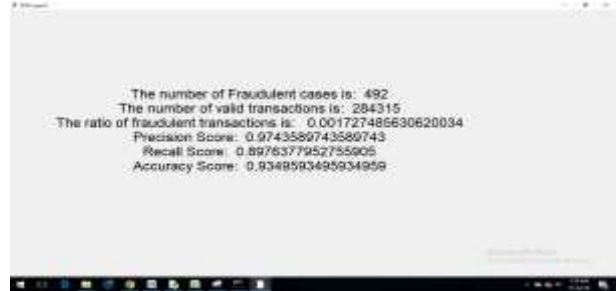 The number of Fraudulent cases is: 492
The number of valid transactions is: 284315
The ratio of fraudulent transactions is: 0.001727485630620034
Precision Score: 0.9743589743589743
Recall Score: 0.8976377952755905
Accuracy Score: 0.9349593495934959